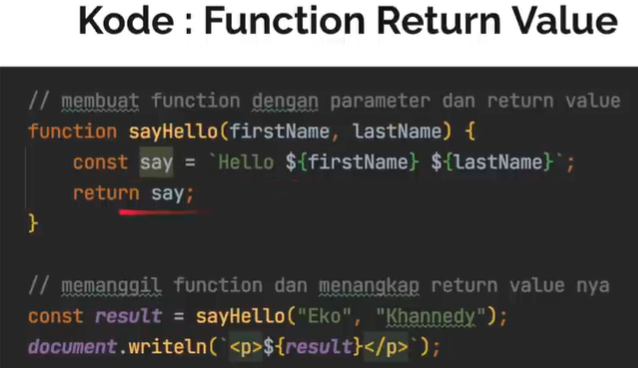 Kode : Function Return Value
// membuat function dengan parameter dan return value
function sayHello(firstName, lastName) {
const say = `Hello ${firstName} ${lastName}`;
return say;
}
// memanggil function dan menangkap return value nya
const result = sayHello("Eko", "Khannedy");
document.writeln(`<p>${result}</p>`);